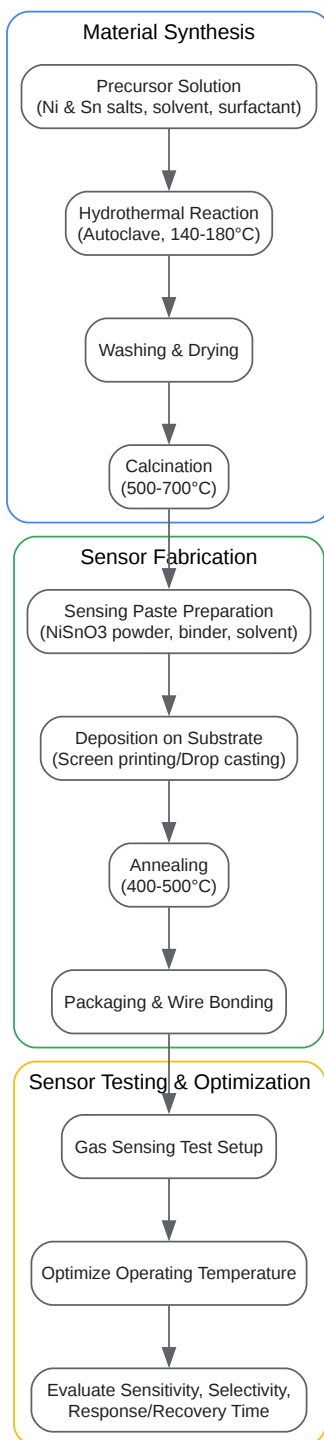 Material Synthesis
Precursor Solution
(Ni & Sn salts, solvent, surfactant)
Hydrothermal Reaction
(Autoclave, 140-180°C)
Washing & Drying
Calcination
(500-700°C)
Sensor Fabrication
Sensing Paste Preparation
(NiSnO3 powder, binder, solvent)
Deposition on Substrate
(Screen printing/Drop casting)
Annealing
(400-500°C)
Packaging & Wire Bonding
Sensor Testing & Optimization
Gas Sensing Test Setup
Optimize Operating Temperature
Evaluate Sensitivity, Selectivity,
Response/Recovery Time